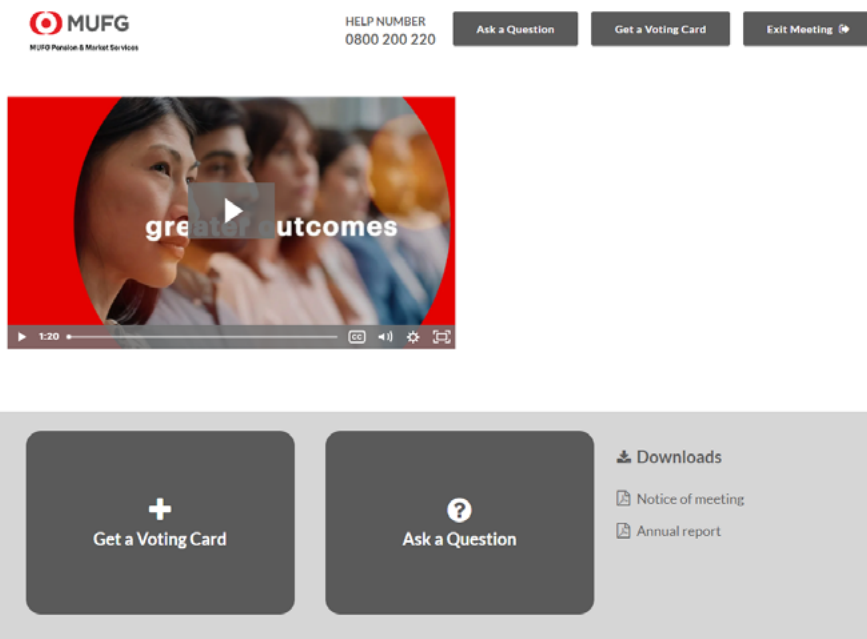 MUFG
MUFG Pension & Market Services
HELP NUMBER
0800 200 220
Ask a Question
Get a Voting Card
Exit Meeting
greater outcomes
1:20
CC
Get a Voting Card
Ask a Question
Downloads
Notice of meeting
Annual report